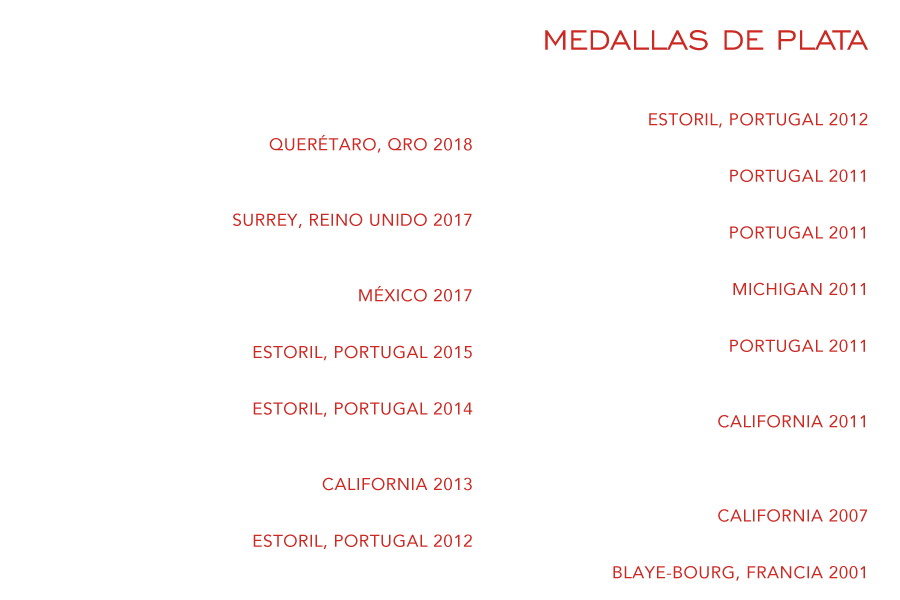 MEDALLAS DE PLATA
QUERÉTARO, QRO 2018
SURREY, REINO UNIDO 2017
MÉXICO 2017
ESTORIL, PORTUGAL 2015
ESTORIL, PORTUGAL 2014
CALIFORNIA 2013
ESTORIL, PORTUGAL 2012
ESTORIL, PORTUGAL 2012
PORTUGAL 2011
PORTUGAL 2011
MICHIGAN 2011
PORTUGAL 2011
CALIFORNIA 2011
CALIFORNIA 2007
BLAYE-BOURG, FRANCIA 2001